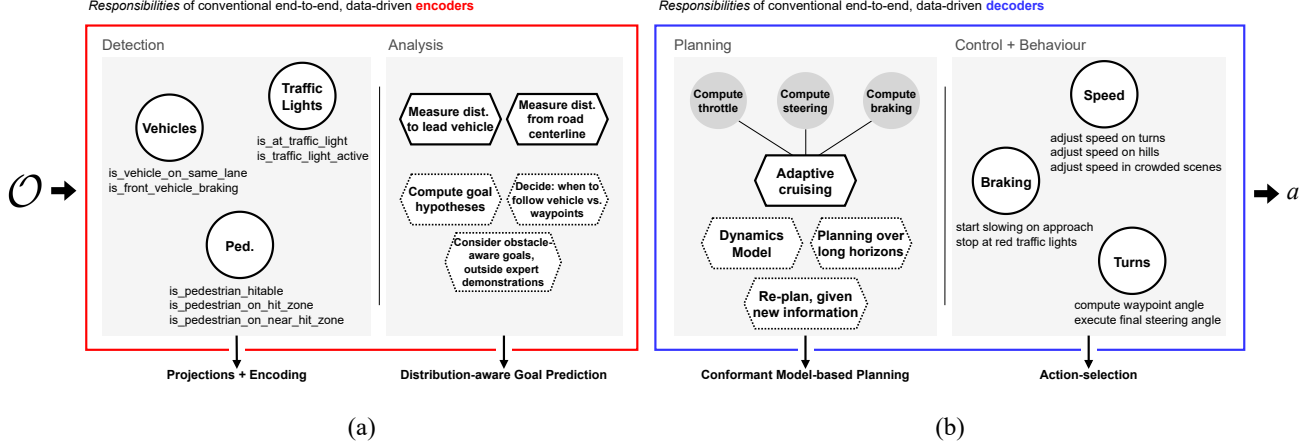 Responsibilities of conventional end-to-end, data-driven encoders
Detection
Traffic
Lights
is_at_traffic_light
is_traffic_light_active
Vehicles
is_vehicle_on_same_lane
is_front_vehicle_braking
Ped.
is_pedestrian_hitable
is_pedestrian_on_hit_zone
is_pedestrian_on_near_hit_zone
Analysis
Measure dist.
to lead vehicle
Measure dist.
from road
centerline
Compute goal
hypotheses
Decide: when to
follow vehicle vs.
waypoints
Consider obstacle-
aware goals,
outside expert
demonstrations
Projections + Encoding
Distribution-aware Goal Prediction
(a)
Responsibilities of conventional end-to-end, data-driven decoders
Planning
Compute
throttle
Compute
steering
Compute
braking
Adaptive
cruising
Dynamics
Model
Planning over
long horizons
Re-plan, given
new information
Control + Behaviour
Speed
adjust speed on turns
adjust speed on hills
adjust speed in crowded scenes
Braking
start slowing on approach
stop at red traffic lights
Turns
compute waypoint angle
execute final steering angle
Conformant Model-based Planning
Action-selection
(b)
𝒪
a